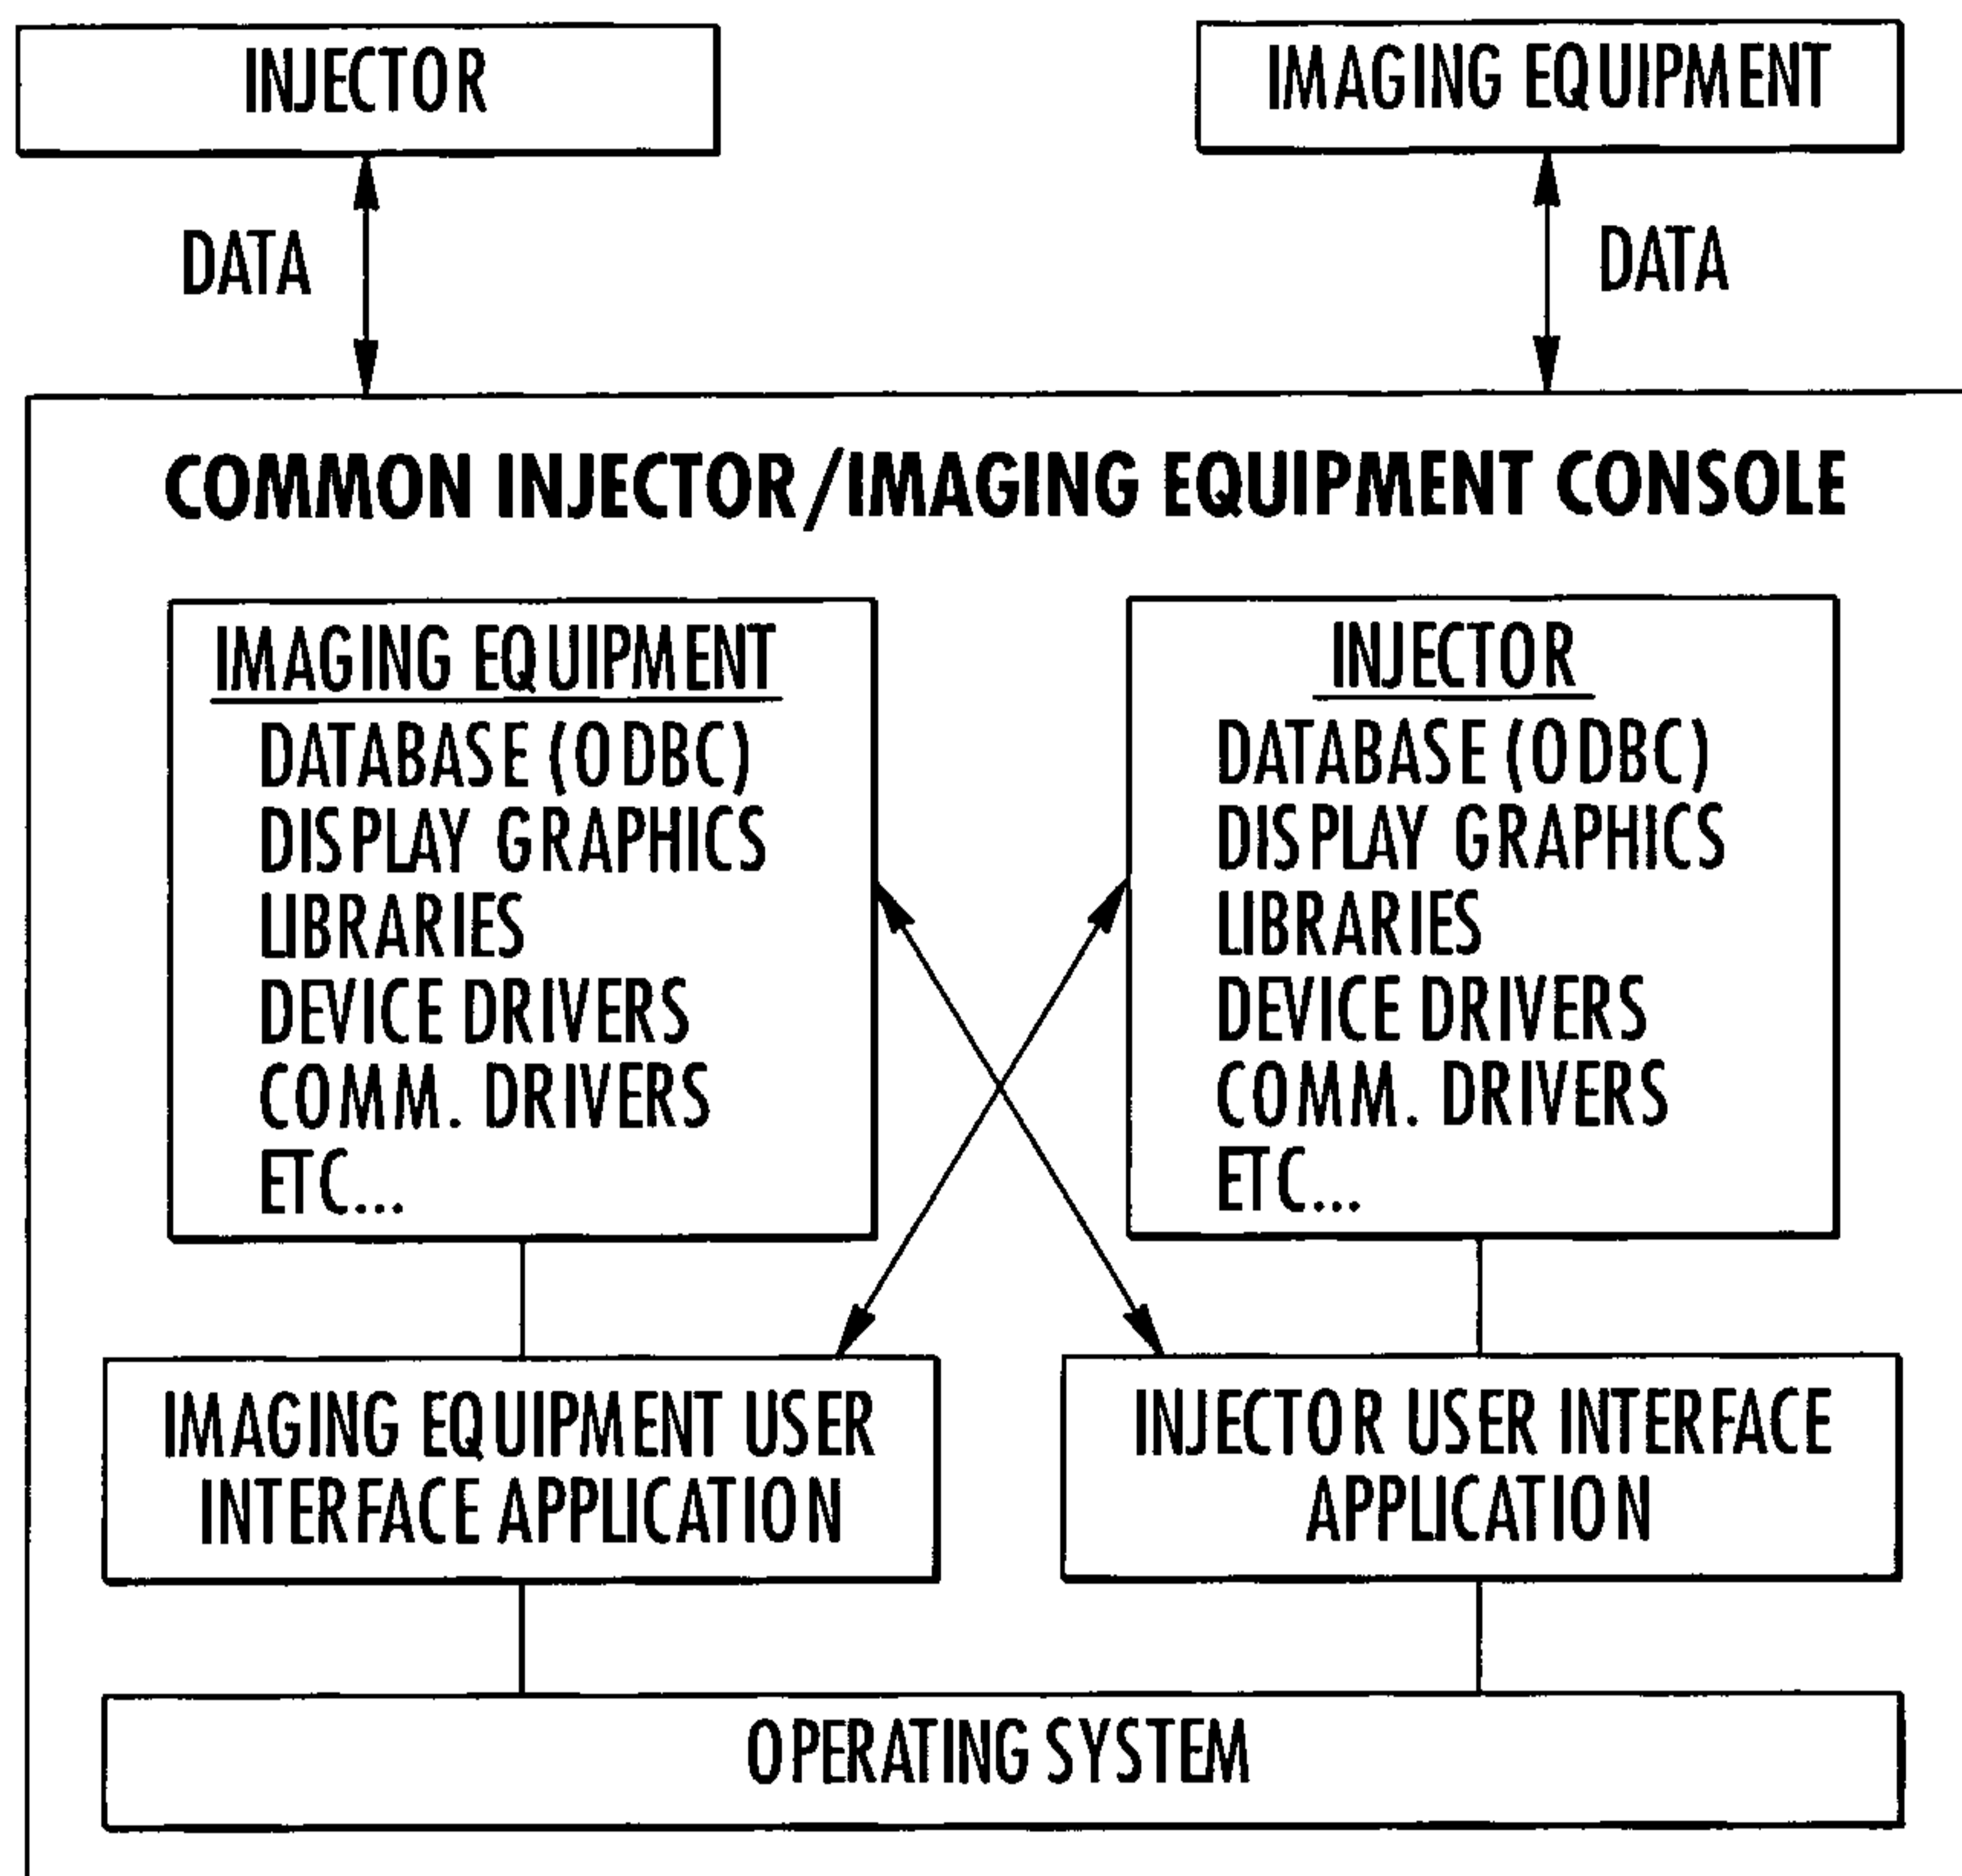 INJECTOR
IMAGING EQUIPMENT
DATA
DATA
COMMON INJECTOR/IMAGING EQUIPMENT CONSOLE
IMAGING EQUIPMENT
DATABASE (ODBC)
DISPLAY GRAPHICS
LIBRARIES
DEVICE DRIVERS
COMM. DRIVERS
ETC...
INJECTOR
DATABASE (ODBC)
DISPLAY GRAPHICS
LIBRARIES
DEVICE DRIVERS
COMM. DRIVERS
ETC...
IMAGING EQUIPMENT USER
INTERFACE APPLICATION
INJECTOR USER INTERFACE
APPLICATION
OPERATING SYSTEM